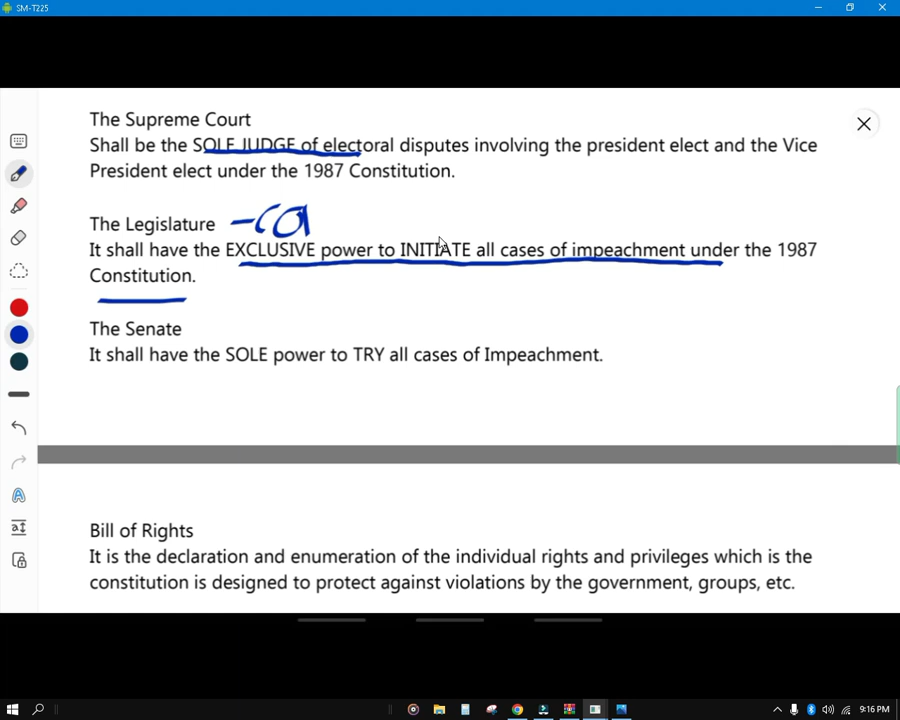 SM-T225
The Supreme Court
Shall be the SOLE JUDGE of electoral disputes involving the president elect and the Vice
President elect under the 1987 Constitution.
The Legislature
It shall have the EXCLUSIVE power to INITIATE all cases of impeachment under the 1987
Constitution.
The Senate
It shall have the SOLE power to TRY all cases of Impeachment.
Bill of Rights
It is the declaration and enumeration of the individual rights and privileges which is the
constitution is designed to protect against violations by the government, groups, etc.
9:16 PM